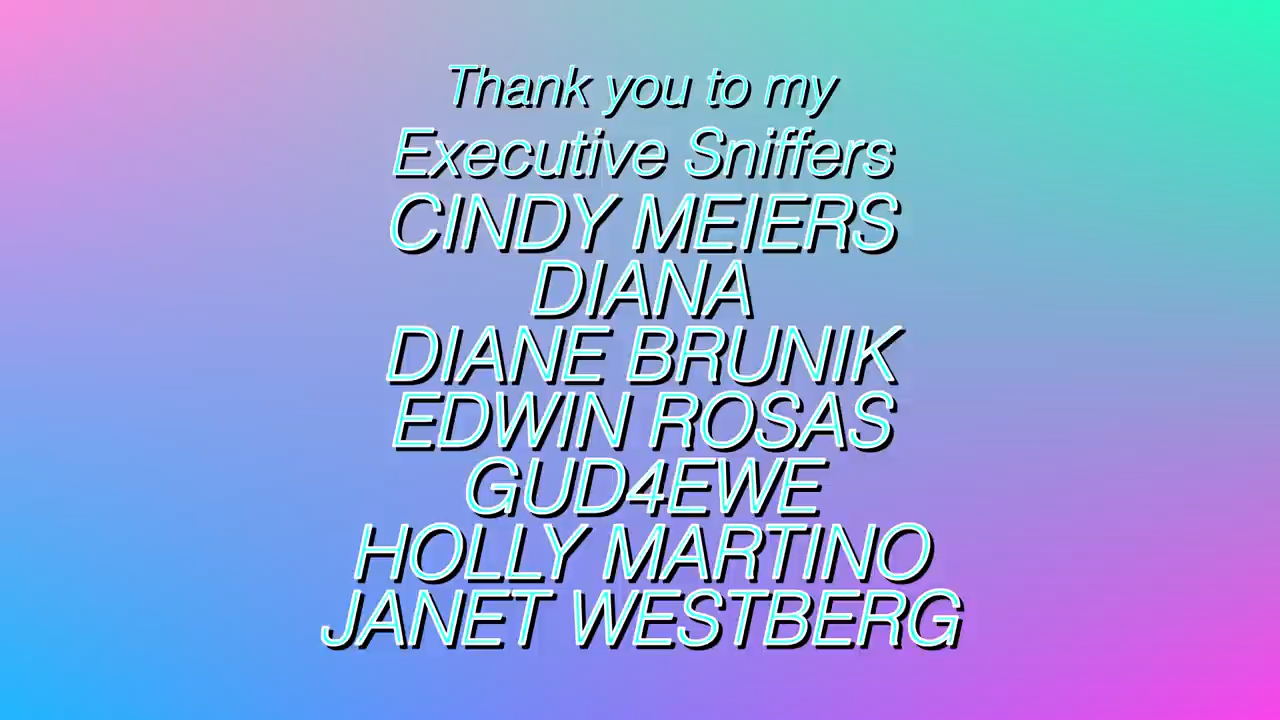 Thank you to my
Executive Sniffers
CINDY MEIERS
DIANA
DIANE BRUNIK
EDWIN ROSAS
GUD4EWE
HOLLY MARTINO
JANET WESTBERG